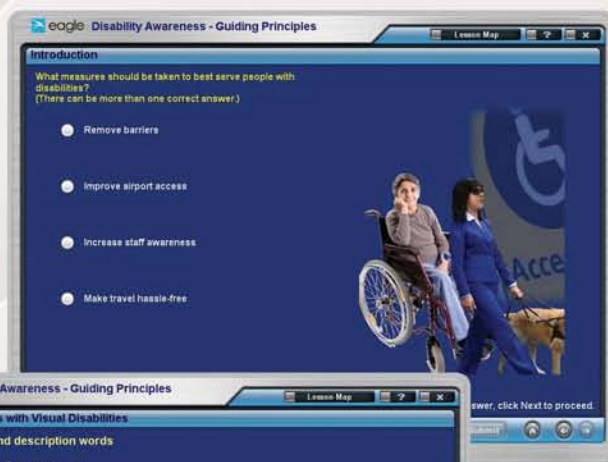 eagle Disability Awareness - Guiding Principles
Lesson Map ? x
Introduction
What measures should be taken to best serve people with
disabilities?
(There can be more than one correct answer.)
Remove barriers
Improve airport access
Increase staff awareness
Make travel hassle-free
Acce
swer, click Next to proceed.
Awareness - Guiding Principles
Lesson Map ? x
s with Visual Disabilities
nd description words